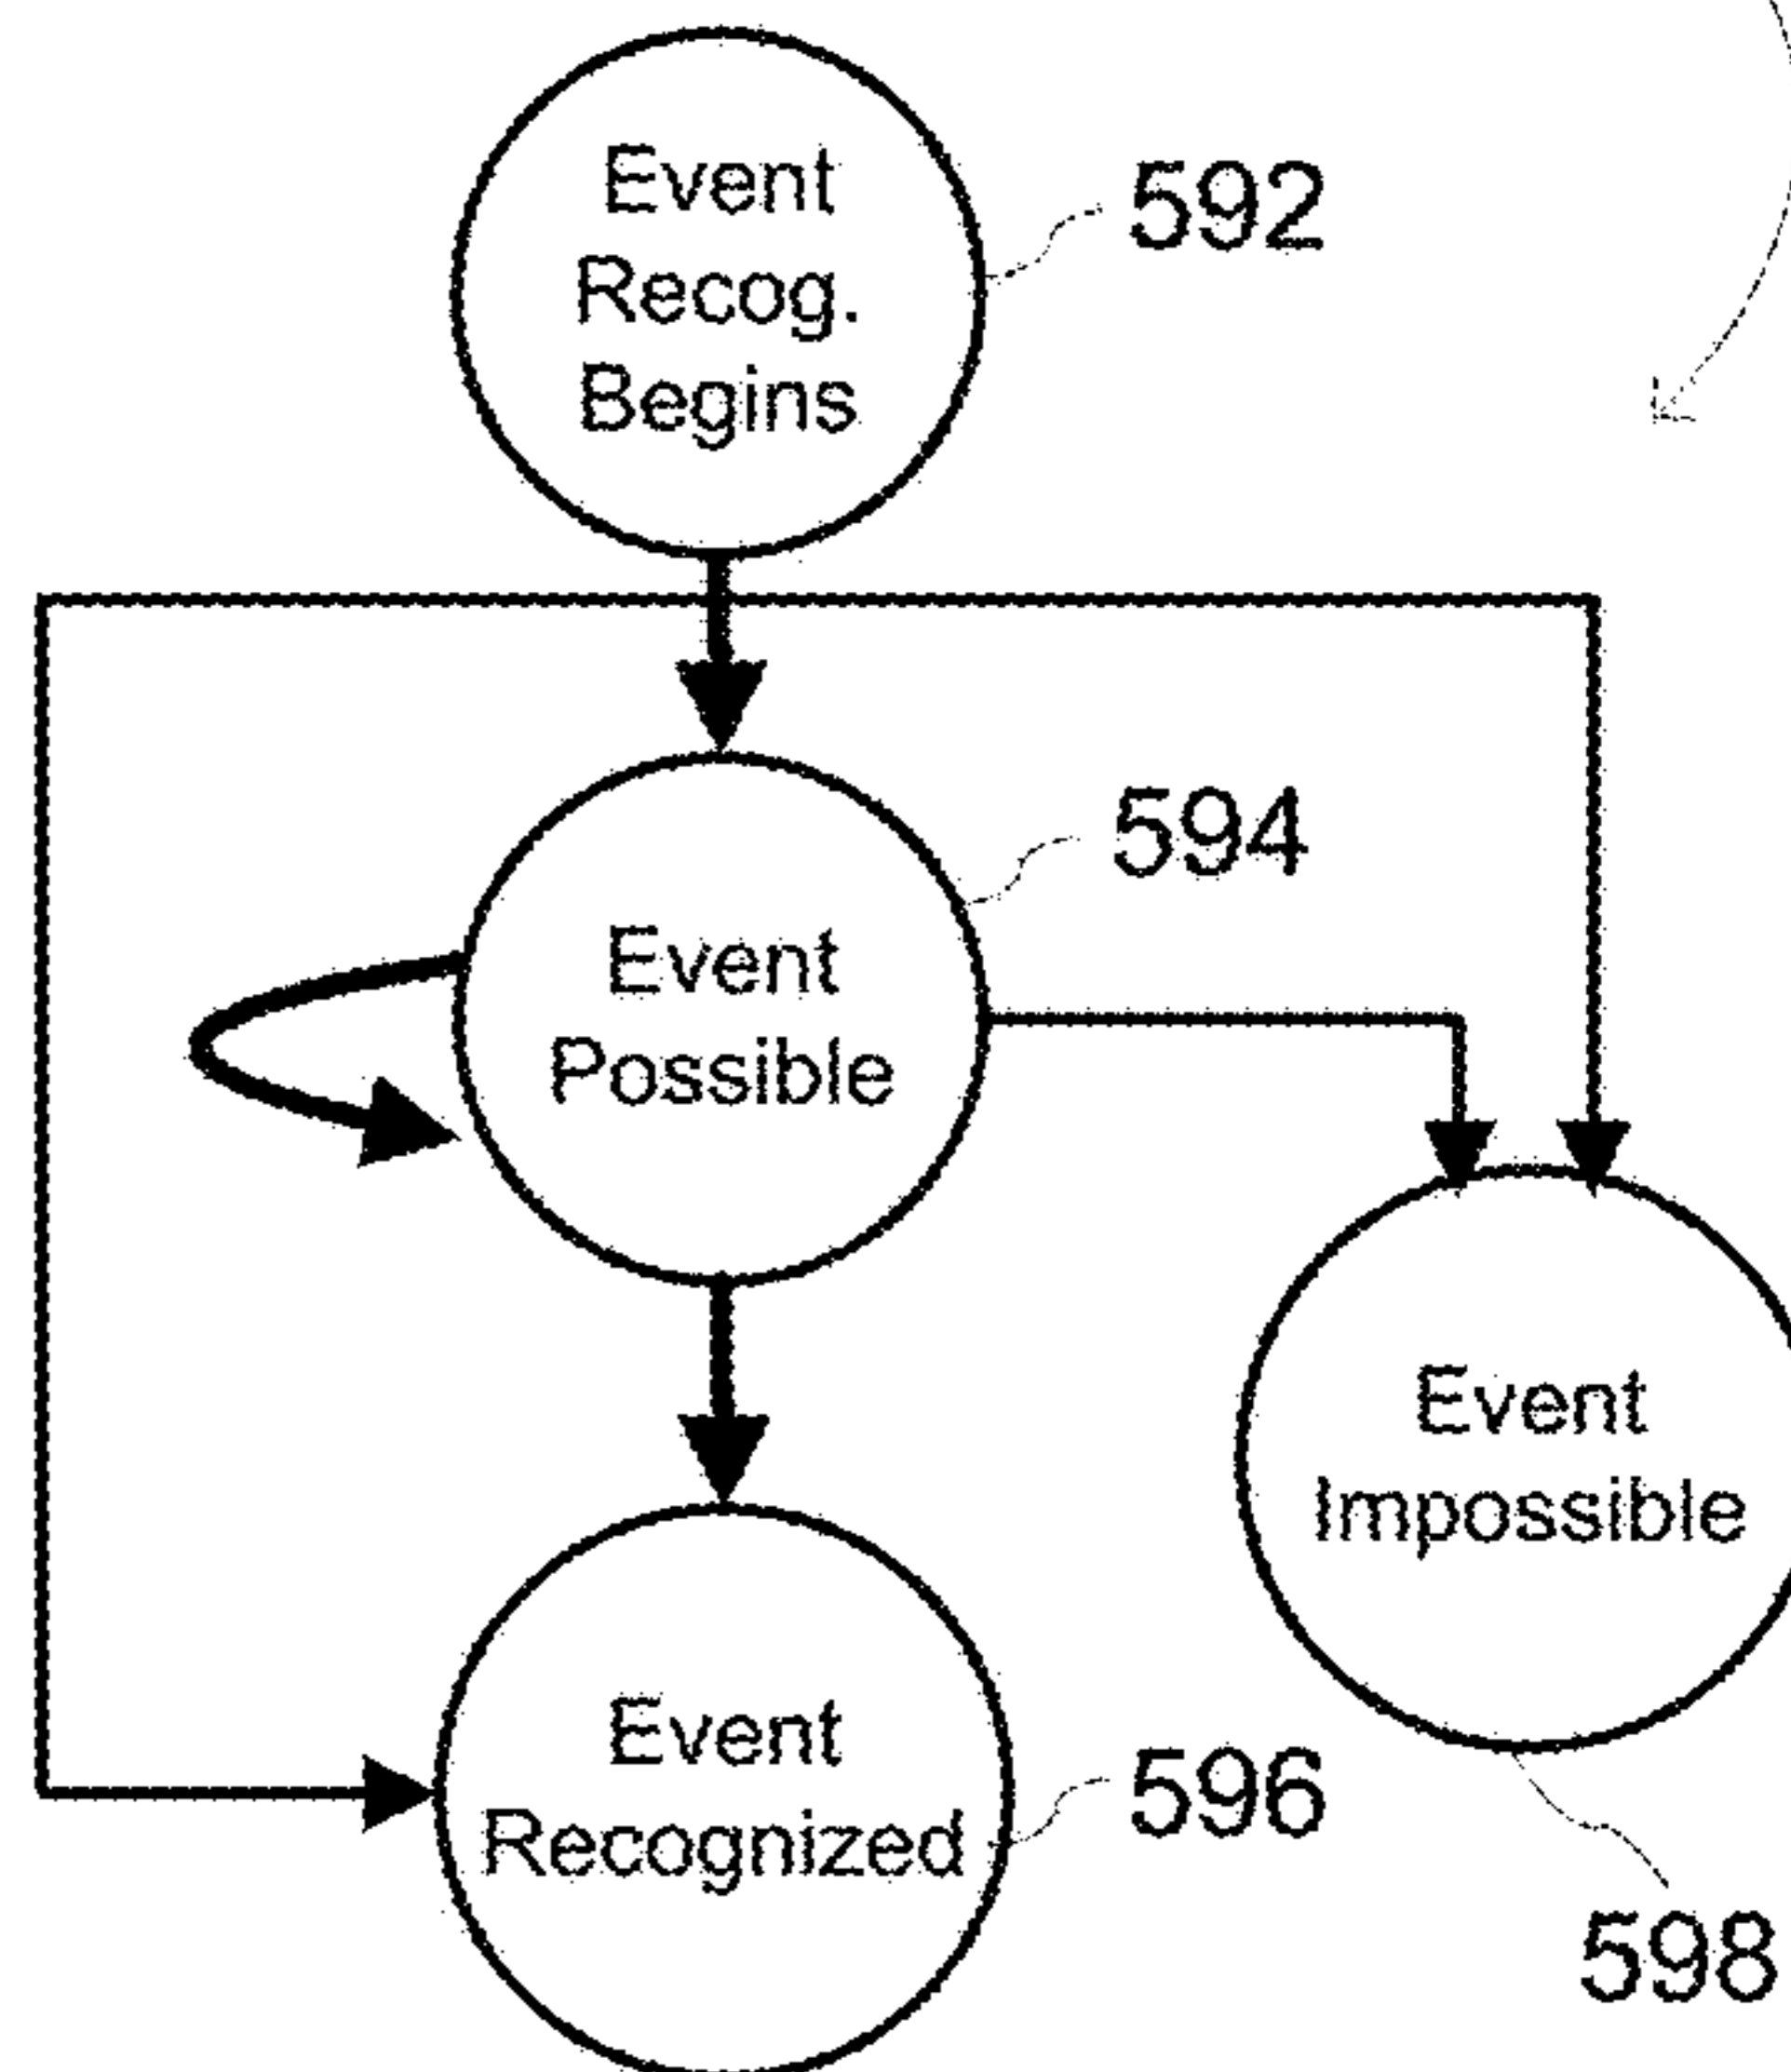 Event
Recog.
Begins
592
594
Event
Possible
Event
Impossible
Event
Recognized
596
598